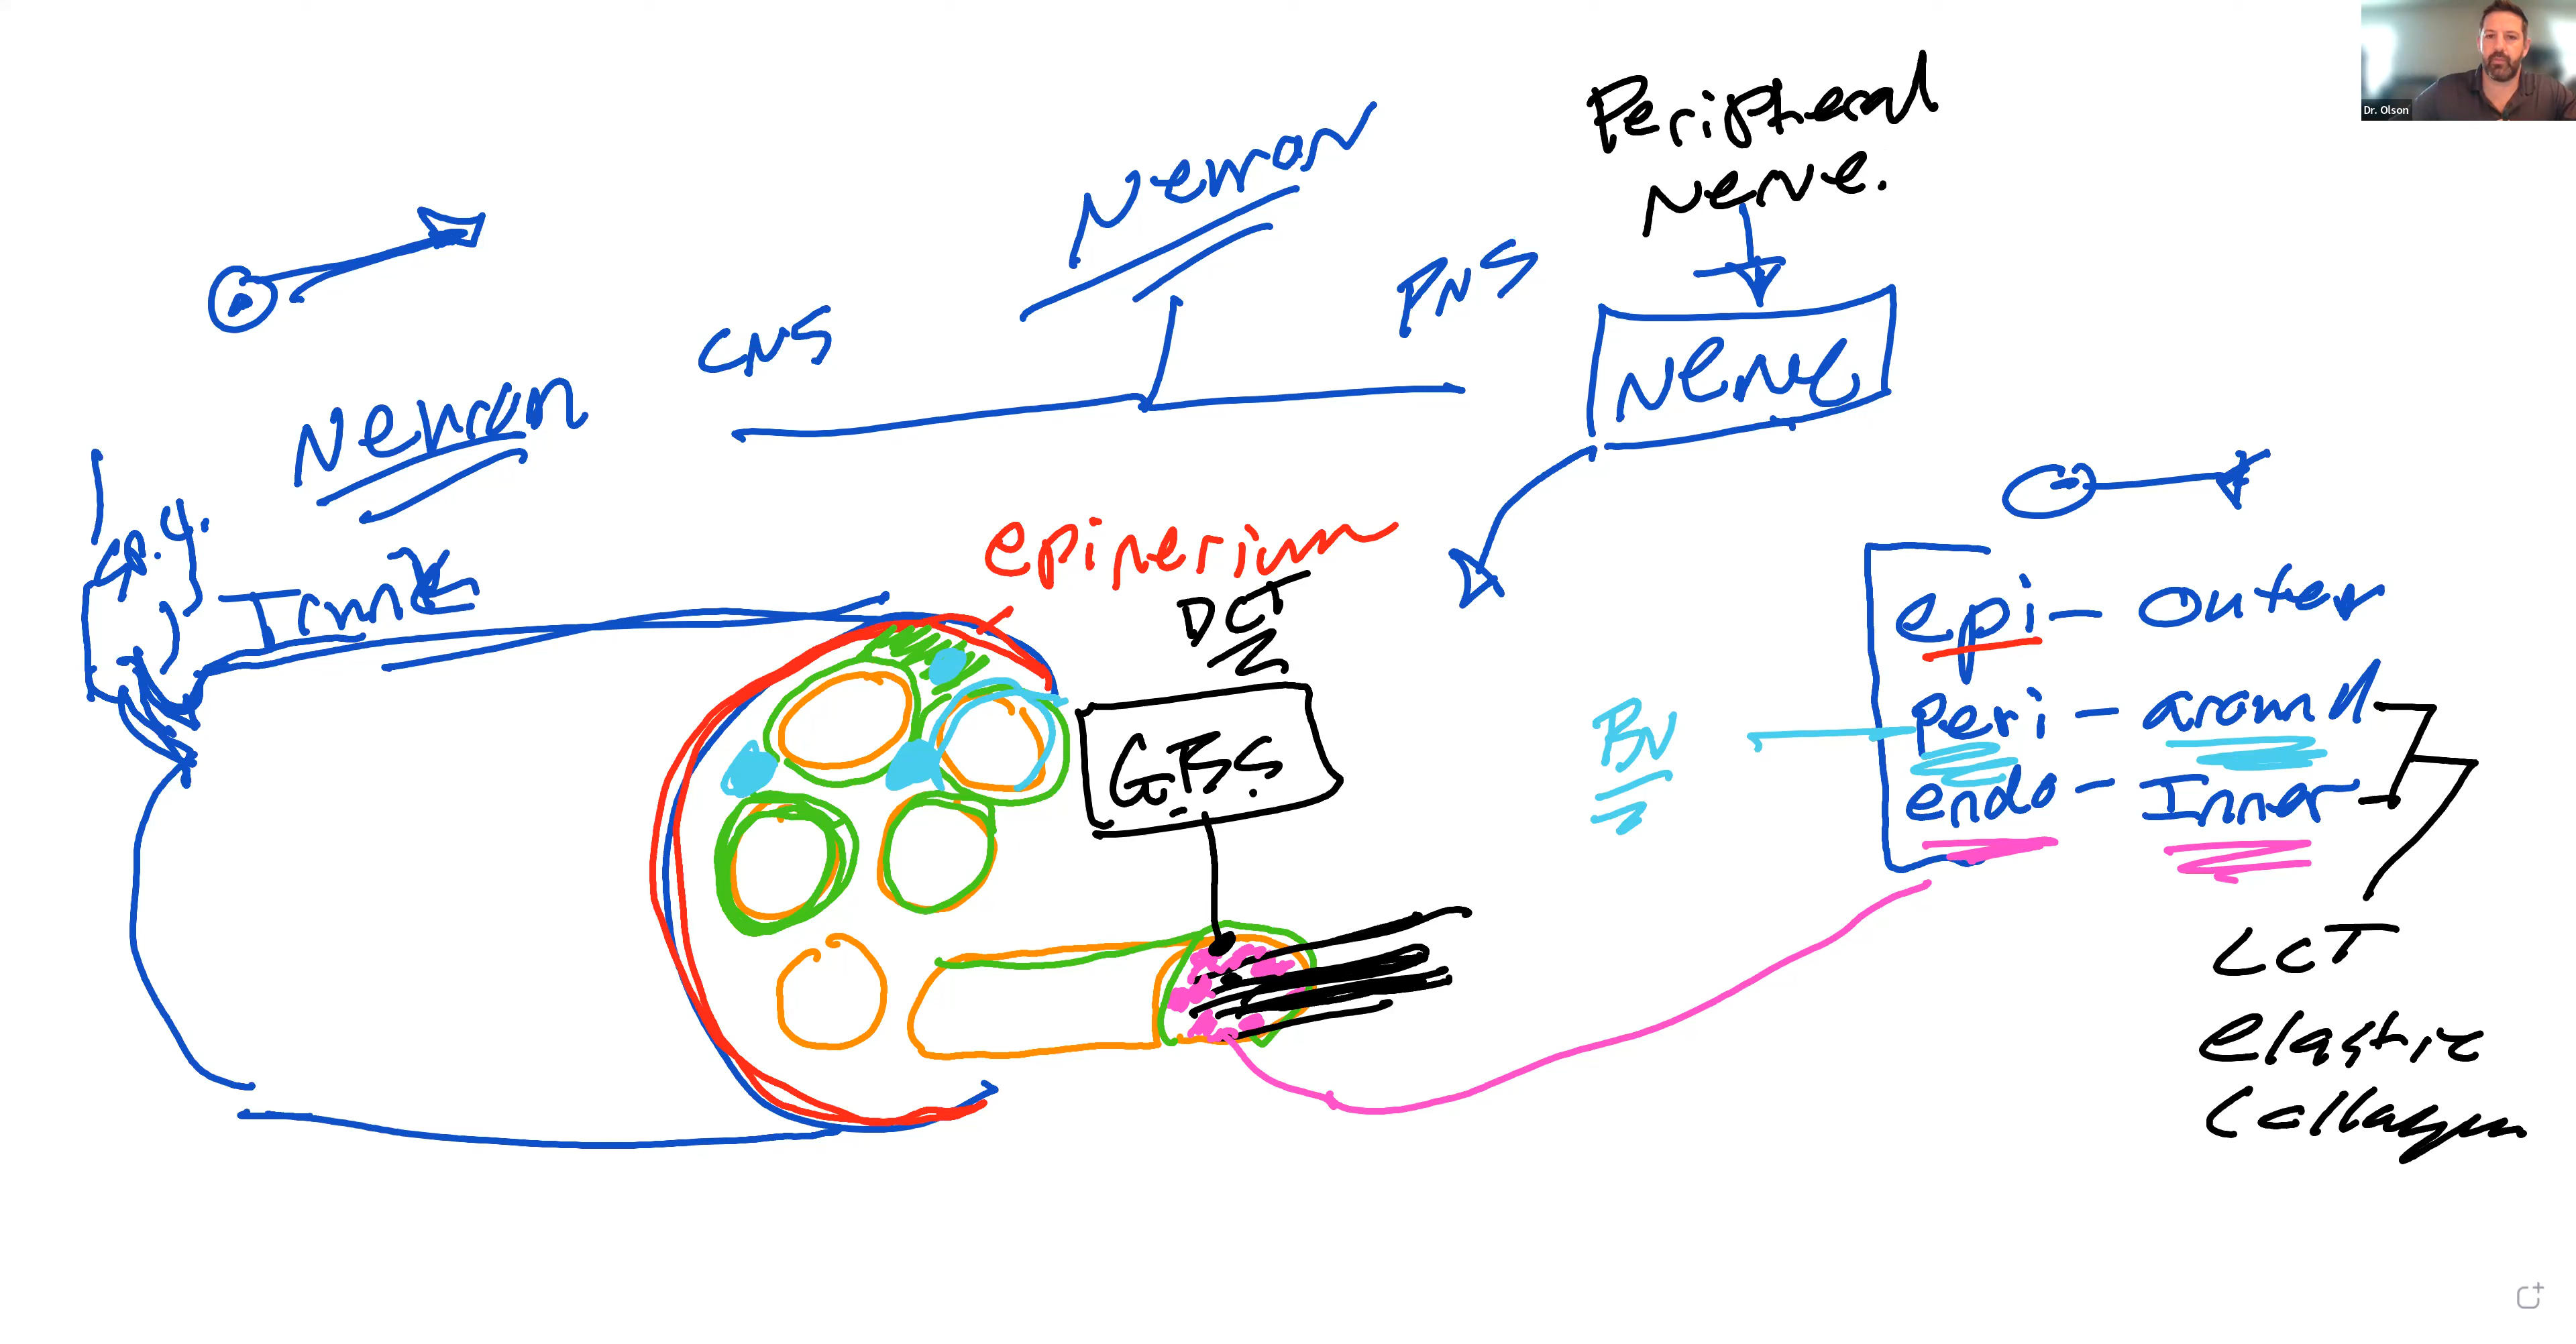 Dr. Olson
Peripheral
Nerve.
Neuron
PNS
CNS
Nerve
Neuron
epinerium
DCT
epi - outer
peri - around
endo - Inner
BV
G.B.S.
LCT
elastic
Collagen